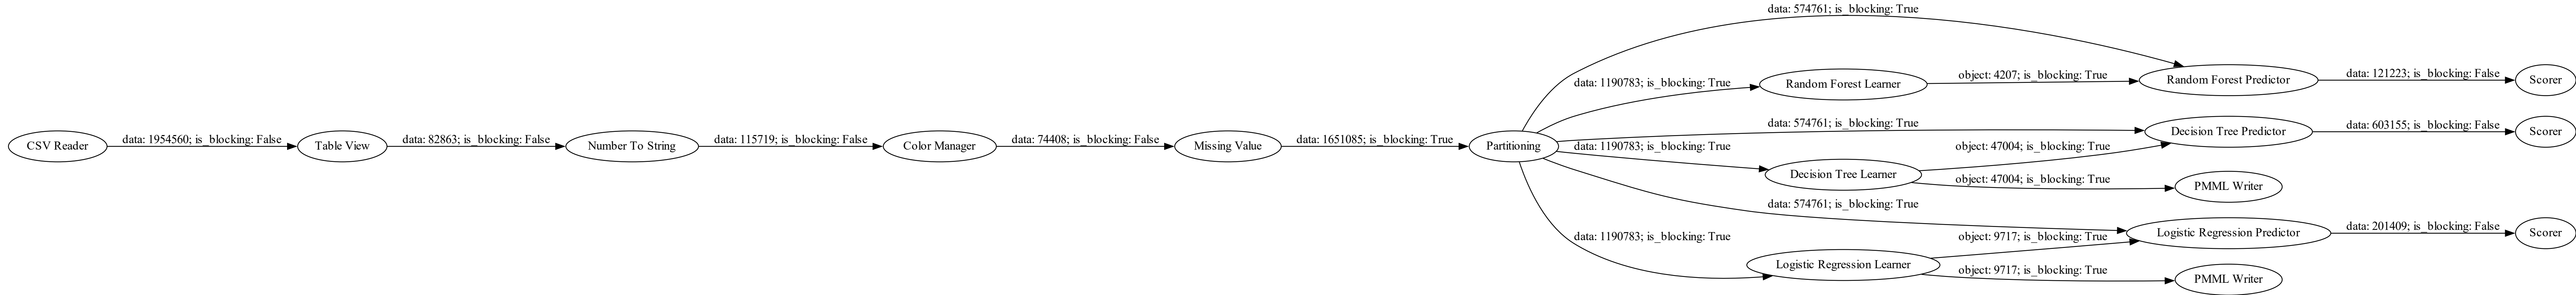 CSV Reader
data: 1954560; is_blocking: False
Table View
data: 82863; is_blocking: False
Number To String
data: 115719; is_blocking: False
Color Manager
data: 74408; is_blocking: False
Missing Value
data: 1651085; is_blocking: True
Partitioning
data: 574761; is_blocking: True
data: 1190783; is_blocking: True
Random Forest Learner
object: 4207; is_blocking: True
Random Forest Predictor
data: 121223; is_blocking: False
Scorer
data: 574761; is_blocking: True
Decision Tree Predictor
data: 603155; is_blocking: False
Scorer
data: 1190783; is_blocking: True
Decision Tree Learner
object: 47004; is_blocking: True
object: 47004; is_blocking: True
PMML Writer
data: 574761; is_blocking: True
Logistic Regression Predictor
data: 201409; is_blocking: False
Scorer
data: 1190783; is_blocking: True
Logistic Regression Learner
object: 9717; is_blocking: True
object: 9717; is_blocking: True
PMML Writer